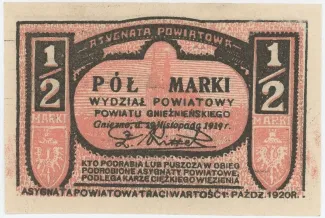 ASYGNATA POWIATOWA
1/2
1/2
PÓŁ MARKI
WYDZIAŁ POWIATOWY
POWIATU GNIEŹNIEŃSKIEGO
Gniezno, d. 19 listopada 1919 r.
MARKI
MARKI
KTO PODRABIA LUB PUSZCZA W OBIEG
PODROBIONE ASYGNATY POWIATOWE,
PODLEGA KARZE CIĘŻKIEGO WIĘZIENIA
ASYGNATA POWIATOWA TRACI WARTOŚĆ 1. PAŹDZ. 1920 R.